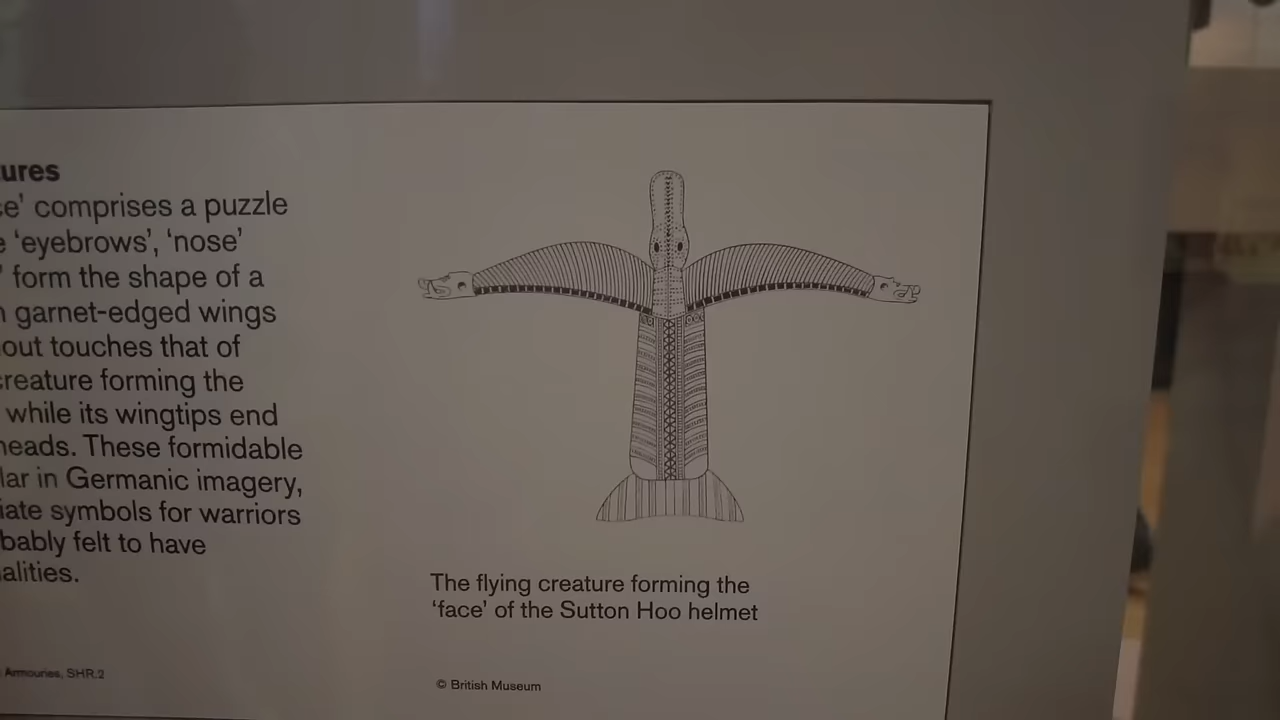 ures
ce' comprises a puzzle
e 'eyebrows', 'nose'
' form the shape of a
n garnet-edged wings
out touches that of
creature forming the
while its wingtips end
heads. These formidable
lar in Germanic imagery,
iate symbols for warriors
bably felt to have
alities.
Armouries, SHR.2
The flying creature forming the
'face' of the Sutton Hoo helmet
© British Museum